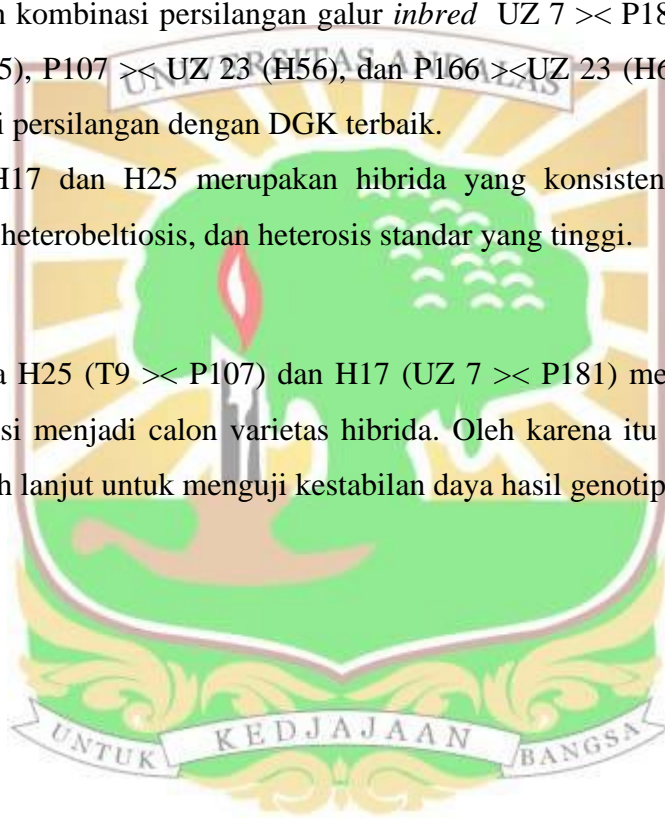 kombinasi persilangan galur inbred UZ 7 >< P18
5), P107 >< UZ 23 (H56), dan P166 ><UZ 23 (H6
UNIVERSITAS ANDALAS
persilangan dengan DGK terbaik.
H17 dan H25 merupakan hibrida yang konsisten
heterobeltiosis, dan heterosis standar yang tinggi.
H25 (T9 >< P107) dan H17 (UZ 7 >< P181) me
si menjadi calon varietas hibrida. Oleh karena itu
h lanjut untuk menguji kestabilan daya hasil genotip
UNTUK KEDJAJAAN BANGSA